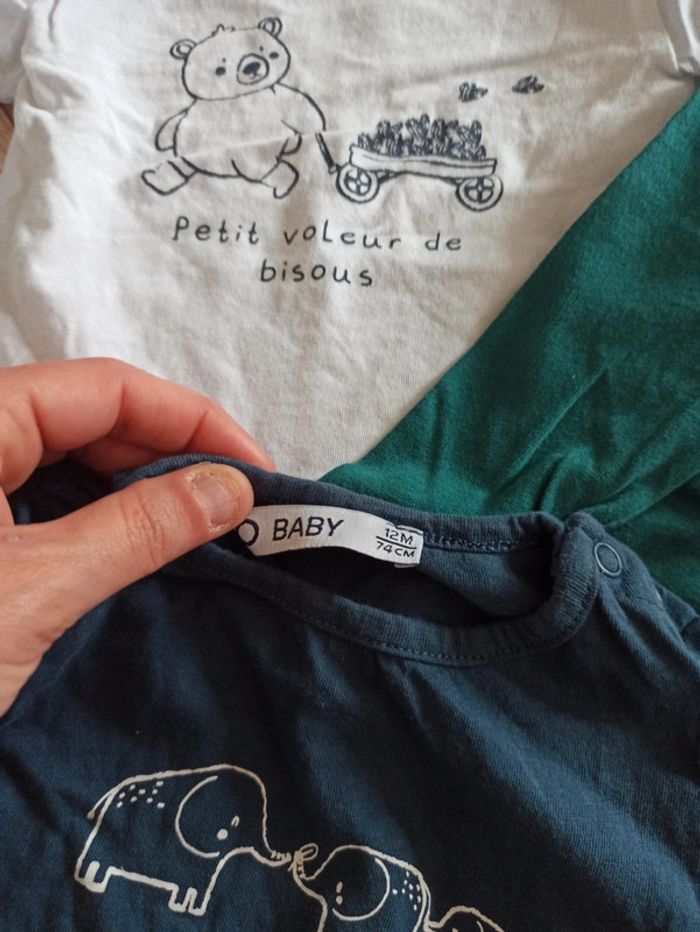 Petit voleur de
bisous
BABY
12M
74CM